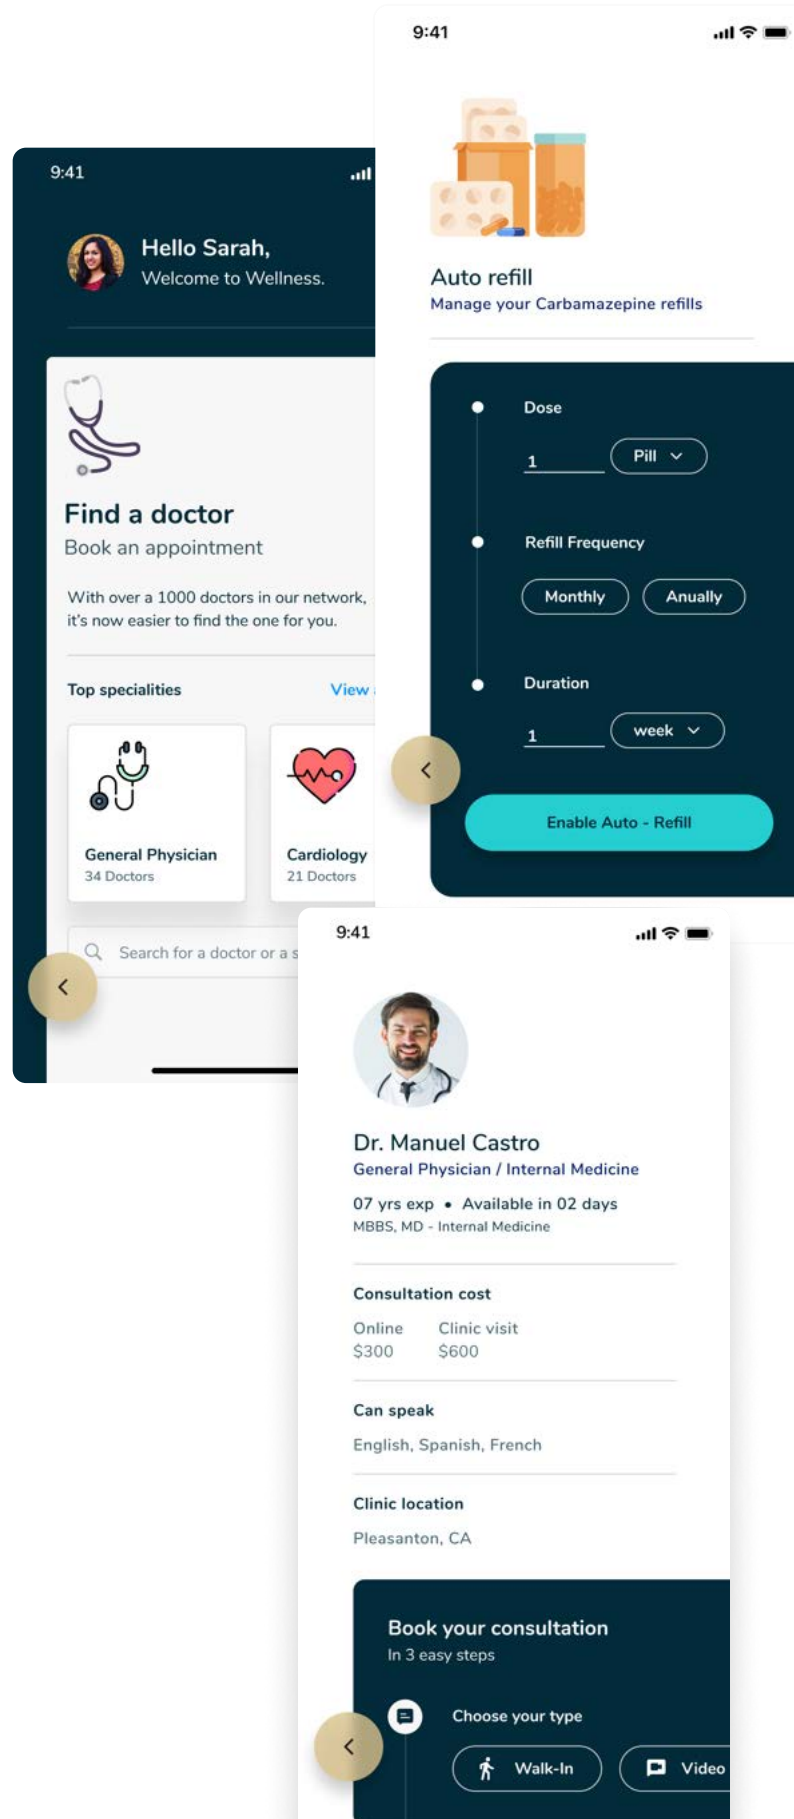 9:41
Hello Sarah,
Welcome to Wellness.
Find a doctor
Book an appointment
With over a 1000 doctors in our network,
it's now easier to find the one for you.
Top specialities
View
General Physician
34 Doctors
Cardiology
21 Doctors
Search for a doctor or a s
9:41
Auto refill
Manage your Carbamazepine refills
Dose
1
Pill
Refill Frequency
Monthly
Anually
Duration
1
week
Enable Auto - Refill
9:41
Dr. Manuel Castro
General Physician / Internal Medicine
07 yrs exp • Available in 02 days
MBBS, MD - Internal Medicine
Consultation cost
Online Clinic visit
$300 $600
Can speak
English, Spanish, French
Clinic location
Pleasanton, CA
Book your consultation
In 3 easy steps
Choose your type
Walk-In
Video